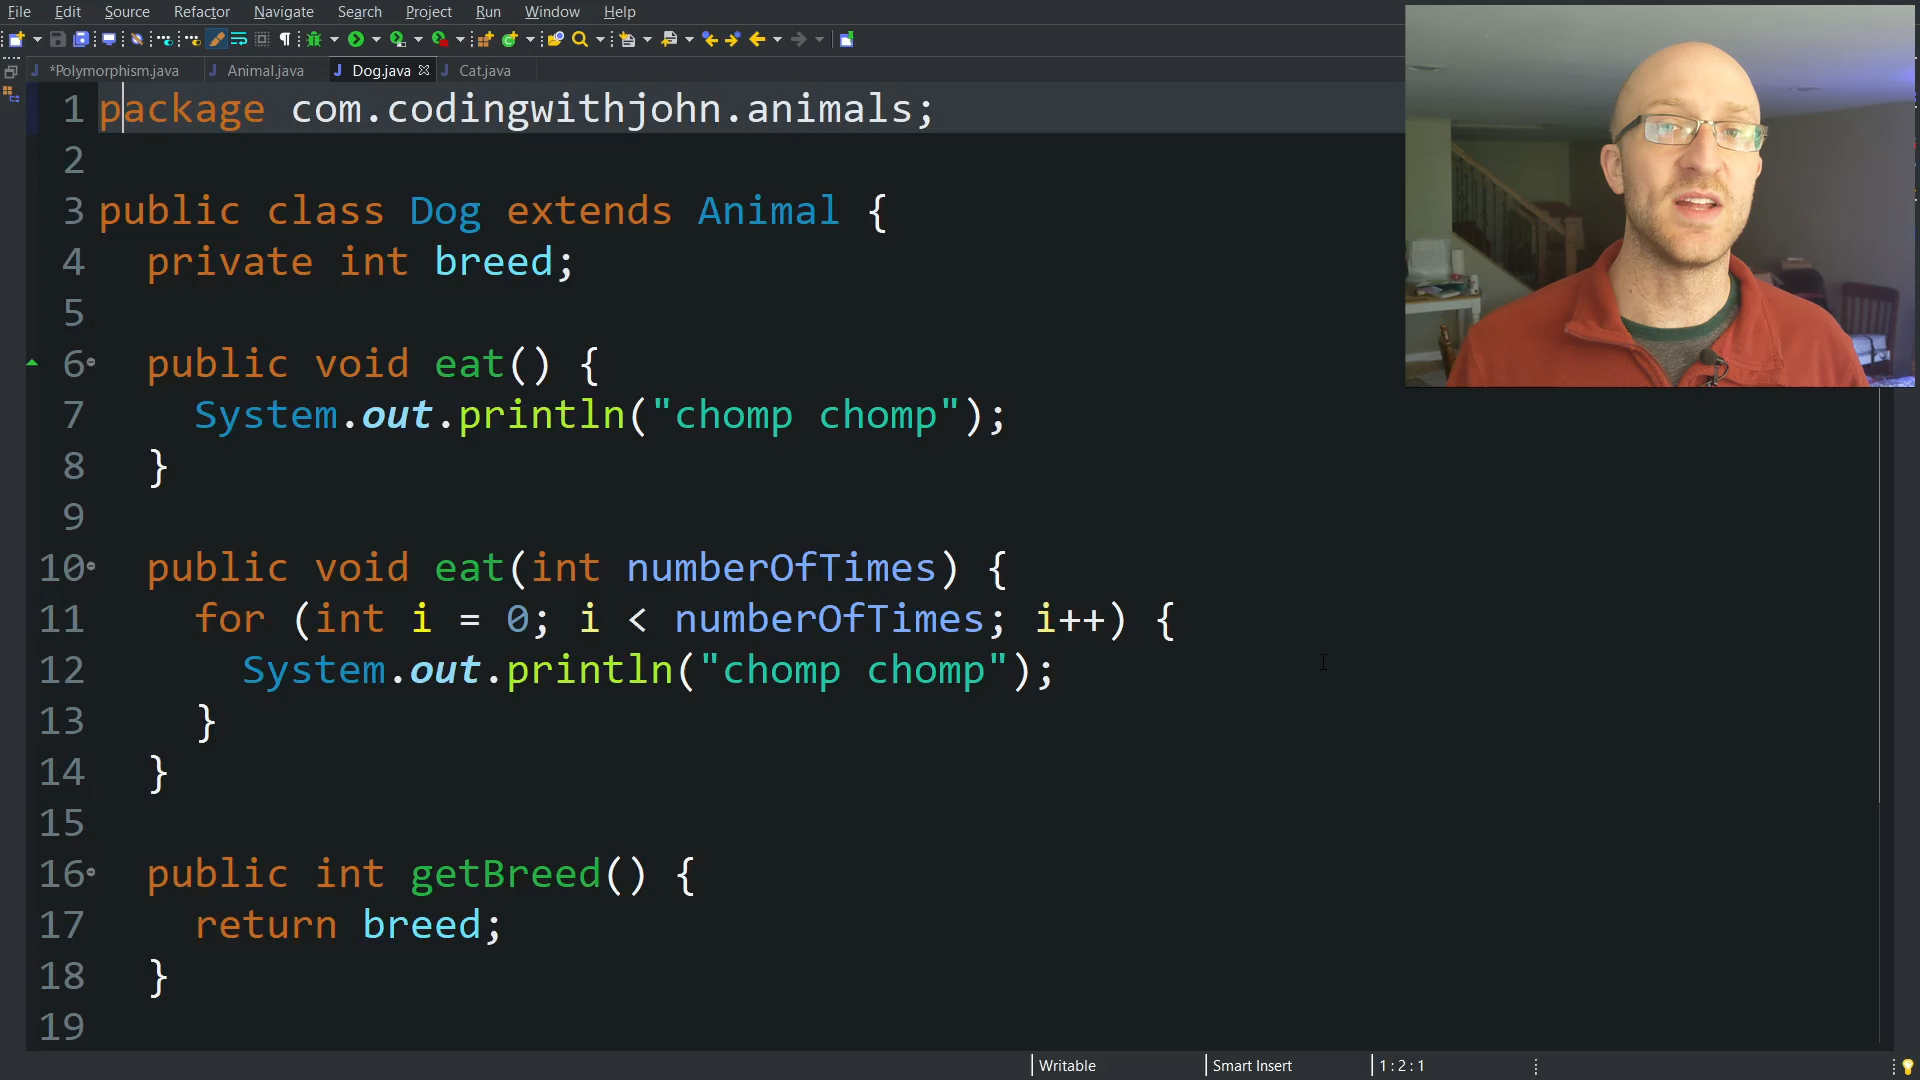 File Edit Source Refactor Navigate Search Project Run Window Help
*Polymorphism.java Animal.java Dog.java Cat.java
1 package com.codingwithjohn.animals;
2
3 public class Dog extends Animal {
4 private int breed;
5
6 public void eat() {
7 System.out.println("chomp chomp");
8 }
9
10 public void eat(int numberOfTimes) {
11 for (int i = 0; i < numberOfTimes; i++) {
12 System.out.println("chomp chomp");
13 }
14 }
15
16 public int getBreed() {
17 return breed;
18 }
19
Writable Smart Insert 1 : 2 : 1